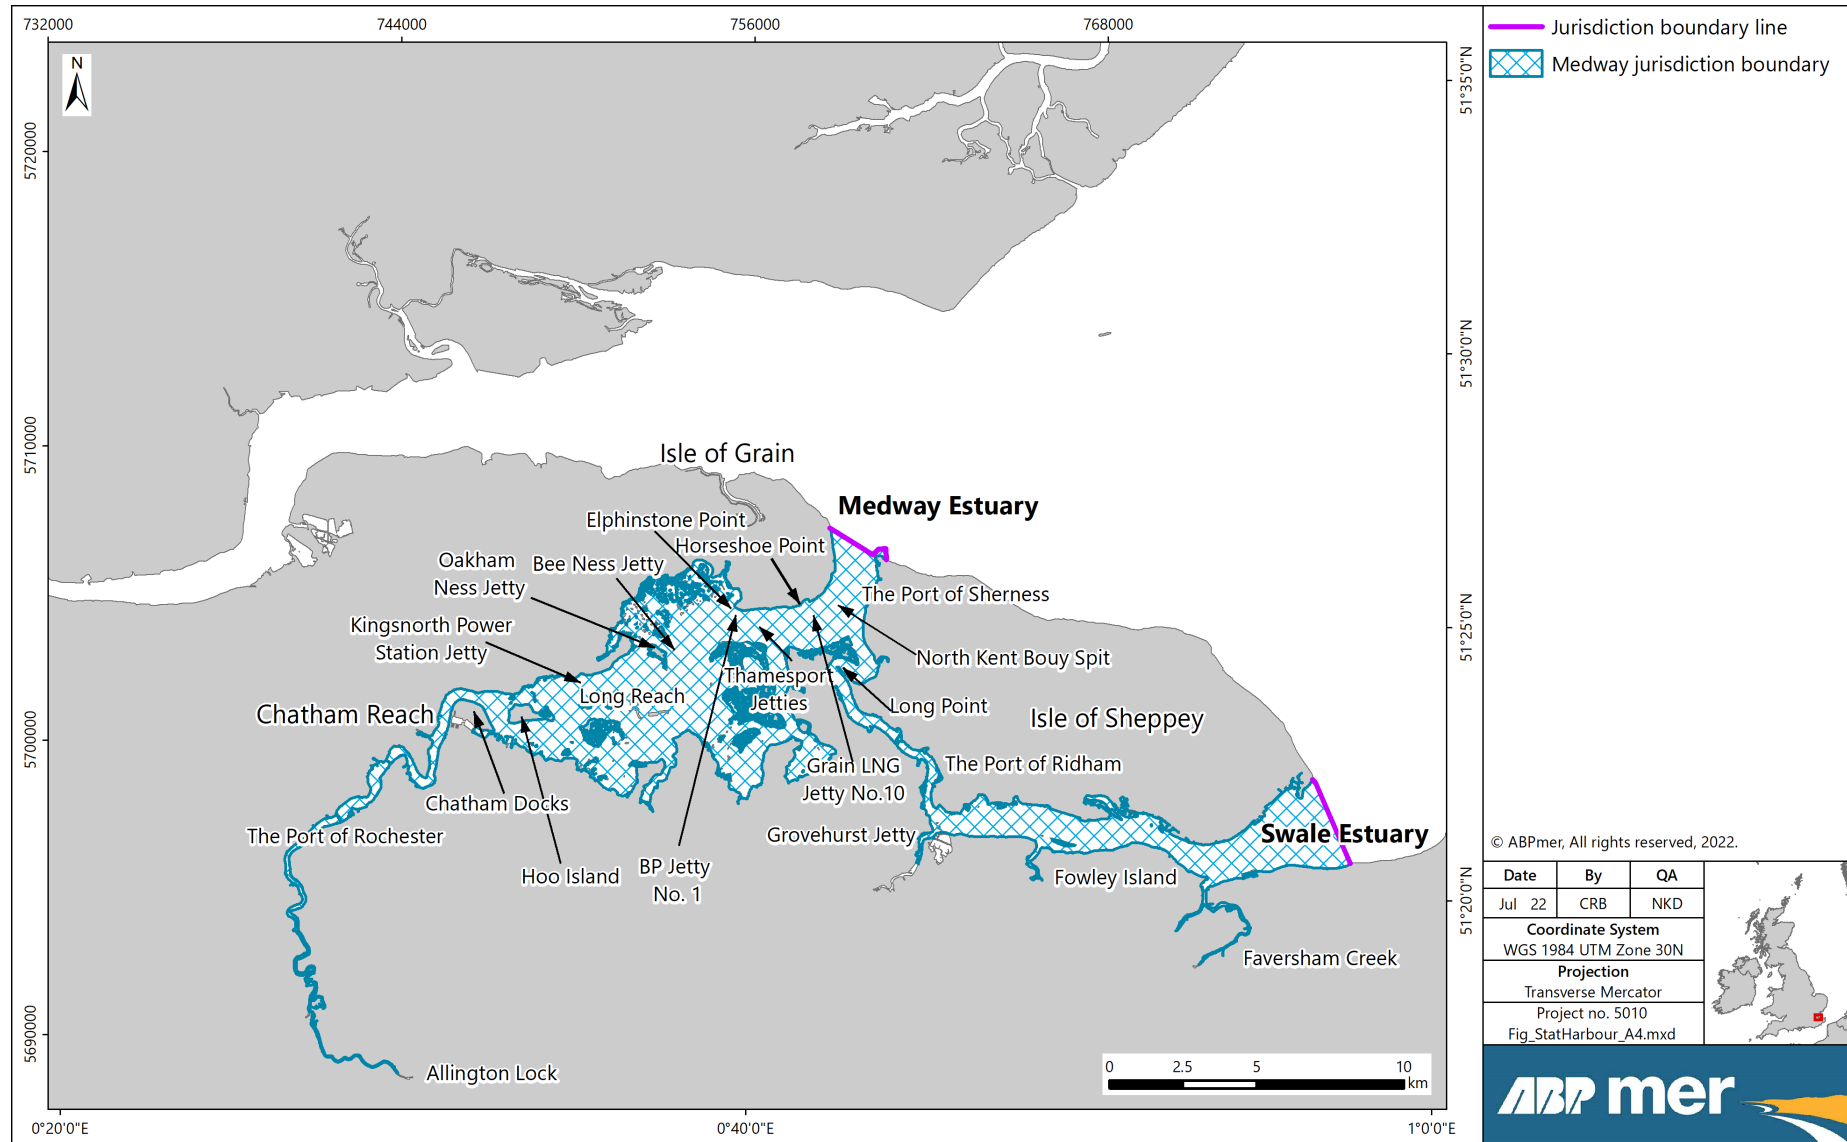 732000
744000
756000
768000
Jurisdiction boundary line
Medway jurisdiction boundary
N
51°35'0"N
5720000
51°30'0"N
5710000
Isle of Grain
Medway Estuary
Elphinstone Point
Horseshoe Point
Oakham
Ness Jetty
Bee Ness Jetty
The Port of Sherness
Kingsnorth Power
Station Jetty
51°25'0"N
North Kent Bouy Spit
Thamesport
Jetties
Long Reach
Long Point
Chatham Reach
Isle of Sheppey
5700000
Grain LNG
Jetty No.10
The Port of Ridham
Chatham Docks
The Port of Rochester
Grovehurst Jetty
Swale Estuary
BP Jetty
No. 1
Hoo Island
Fowley Island
51°20'0"N
Faversham Creek
5690000
Allington Lock
0
2.5
5
10
km
0°20'0"E
0°40'0"E
1°0'0"E
© ABPmer, All rights reserved, 2022.
Date
By
QA
Jul 22
CRB
NKD
Coordinate System
WGS 1984 UTM Zone 30N
Projection
Transverse Mercator
Project no. 5010
Fig_StatHarbour_A4.mxd
ABPmer